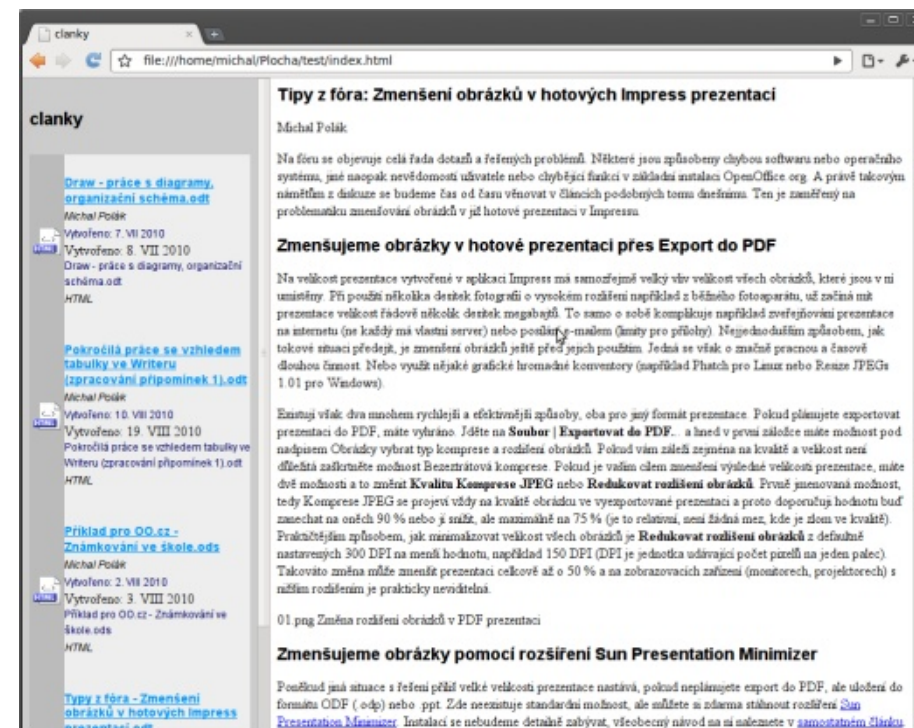 clanky
file:///home/michal/Plocha/test/index.html
clanky
Draw - práce s diagramy,
organizační schéma.odt
Michal Polák
Vytvořeno: 7. VII 2010
Vytvořeno: 8. VIII 2010
Draw - práce s diagramy, organizační
schéma.odt
HTML
Pokročilá práce se vzhledem
tabulky ve Writeru
(zpracování připomínek 1).odt
Michal Polák
Vytvořeno: 10. VIII 2010
Vytvořeno: 19. VIII 2010
Pokročilá práce se vzhledem tabulky ve
Writeru (zpracování připomínek 1).odt
HTML
Příklad pro OO.cz -
Známkování ve škole.ods
Michal Polák
Vytvořeno: 2. VIII 2010
Vytvořeno: 3. VIII 2010
Příklad pro OO.cz - Známkování ve
škole.ods
HTML
Typy z fóra - Zmenšení
obrázků v hotových Impress
prezentací.odt
Tipy z fóra: Zmenšení obrázků v hotových Impress prezentací
Michal Polák
Na fóru se objevuje celá řada dotazů a řešených problémů. Některé jsou způsobeny chybou softwaru nebo operačního
systému, jiné naopak nevědomostí uživatele nebo chybějící funkcí v základní instalaci OpenOffice.org. A právě takovým
námětům z diskuze se budeme čas od času věnovat v článcích podobných tomu dnešnímu. Ten je zaměřený na
problematiku zmenšování obrázků v již hotové prezentaci v Impressu.
Zmenšujeme obrázky v hotové prezentaci přes Export do PDF
Na velikost prezentace vytvořené v aplikaci Impress má samozřejmě velký vliv velikost všech obrázků, které jsou v ní
umístěny. Při použití několika desítek fotografií o vysokém rozlišení například z běžného fotoaparátu, už začíná mít
prezentace velikost řádově několik desítek megabajtů. To samo o sobě komplikuje například zveřejňování prezentace
na internetu (ne každý má vlastní server) nebo posílání e-mailem (limity pro přílohy). Nejjednodušším způsobem, jak
tokové situaci předejít, je zmenšení obrázků ještě před jejich použitím. Jedná se však o značně pracnou a časově
dlouhou činnost. Nebo využít nějaké grafické hromadné konventory (například Phatch pro Linux nebo Resize JPEGs
1.01 pro Windows).
Existují však dva mnohem rychlejší a efektivnější způsoby, oba pro jiný formát prezentace. Pokud plánujete exportovat
prezentaci do PDF, máte vyhráno. Jděte na Soubor | Exportovat do PDF... a hned v první záložce máte možnost pod
nadpisem Obrázky vybrat typ komprese a rozlišení obrázků. Pokud vám záleží zejména na kvalitě a velikost není
důležitá zaškrtněte možnost Bezeztrátová komprese. Pokud je vaším cílem zmenšení výsledné velikosti prezentace, máte
dvě možnosti a to změnit Kvalitu Komprese JPEG nebo Redukovat rozlišení obrázků. Prvně jmenovaná možnost,
tedy Komprese JPEG se projeví vždy na kvalitě obrázku ve vyexportované prezentaci a proto doporučuji hodnotu buď
zanechat na oněch 90 % nebo jí snížit, ale maximálně na 75 % (je to relativní, není žádná mez, kde je zlom ve kvalitě).
Praktičtějším způsobem, jak minimalizovat velikost všech obrázků je Redukovat rozlišení obrázků z defaultně
nastavených 300 DPI na menší hodnotu, například 150 DPI (DPI je jednotka udávající počet pixelů na jeden palec).
Takováto změna může zmenšit prezentaci celkově až o 50 % a na zobrazovacích zařízení (monitorech, projektorech) s
nižším rozlišením je prakticky neviditelná.
01.png Změna rozlišení obrázků v PDF prezentaci
Zmenšujeme obrázky pomocí rozšíření Sun Presentation Minimizer
Poněkud jiná situace s řešení příliš velké velikosti prezentace nastává, pokud neplánujete export do PDF, ale uložení do
formátu ODF (.odp) nebo .ppt. Zde neexistuje standardní možnost, ale můžete si zdarma stáhnout rozšíření Sun
Presentation Minimizer. Instalací se nebudeme detailně zabývat, všeobecný návod na ni naleznete v samostatném článku